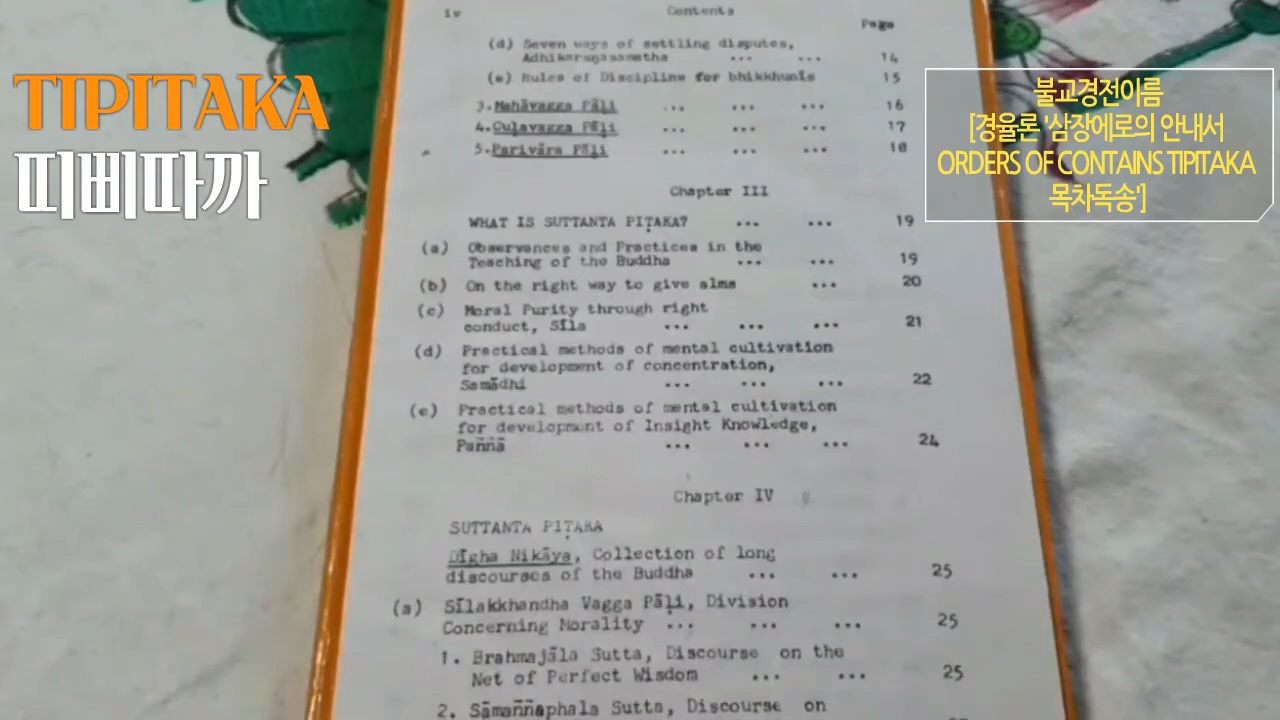 TIPITAKA
띠삐따까
불교경전이름
[경율론 '삼장에로의 안내서
ORDERS OF CONTAINS TIPITAKA
목차독송']
iv Contents
Page
(d) Seven ways of settling disputes,
Adhikaraṇasamatha ... ... 14
(e) Rules of Discipline for bhikkhunīs 15
3. Mahāvagga Pāḷi ... ... ... 16
4. Cuḷavagga Pāḷi ... ... ... 17
5. Parivāra Pāḷi ... ... ... 18
Chapter III
WHAT IS SUTTANTA PIṬAKA? ... ... 19
(a) Observances and Practices in the
Teaching of the Buddha ... ... 19
(b) On the right way to give alms ... 20
(c) Moral Purity through right
conduct, Sīla ... ... ... 21
(d) Practical methods of mental cultivation
for development of concentration,
Samādhi ... ... ... 22
(e) Practical methods of mental cultivation
for development of Insight Knowledge,
Paññā ... ... ... 24
Chapter IV
SUTTANTA PIṬAKA
Dīgha Nikāya, Collection of long
discourses of the Buddha ... ... 25
(a) Sīlakkhandha Vagga Pāḷi, Division
Concerning Morality ... ... ... 25
1. Brahmajāla Sutta, Discourse on the
Net of Perfect Wisdom ... ... 25
2. Sāmaññaphala Sutta, Discourse on